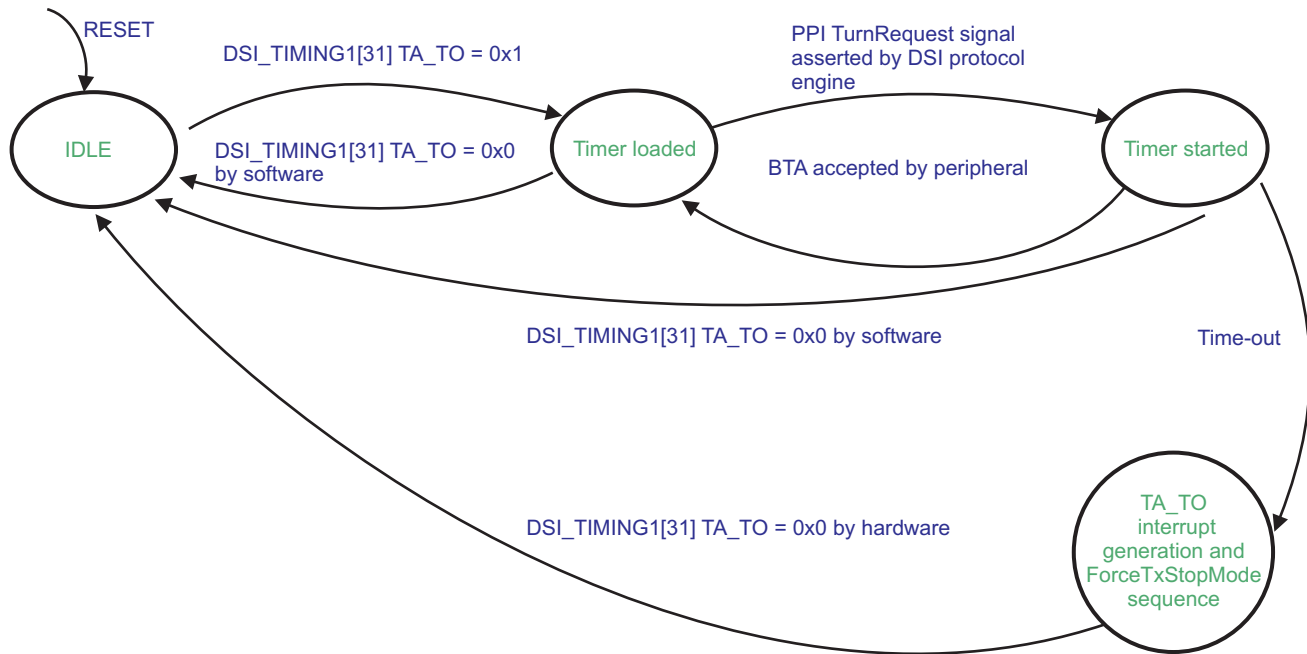 RESET
DSI_TIMING1[31] TA_TO = 0x1
PPI TurnRequest signal
asserted by DSI protocol
engine
IDLE
DSI_TIMING1[31] TA_TO = 0x0
by software
Timer loaded
BTA accepted by peripheral
Timer started
DSI_TIMING1[31] TA_TO = 0x0 by software
Time-out
DSI_TIMING1[31] TA_TO = 0x0 by hardware
TA_TO
interrupt
generation and
ForceTxStopMode
sequence